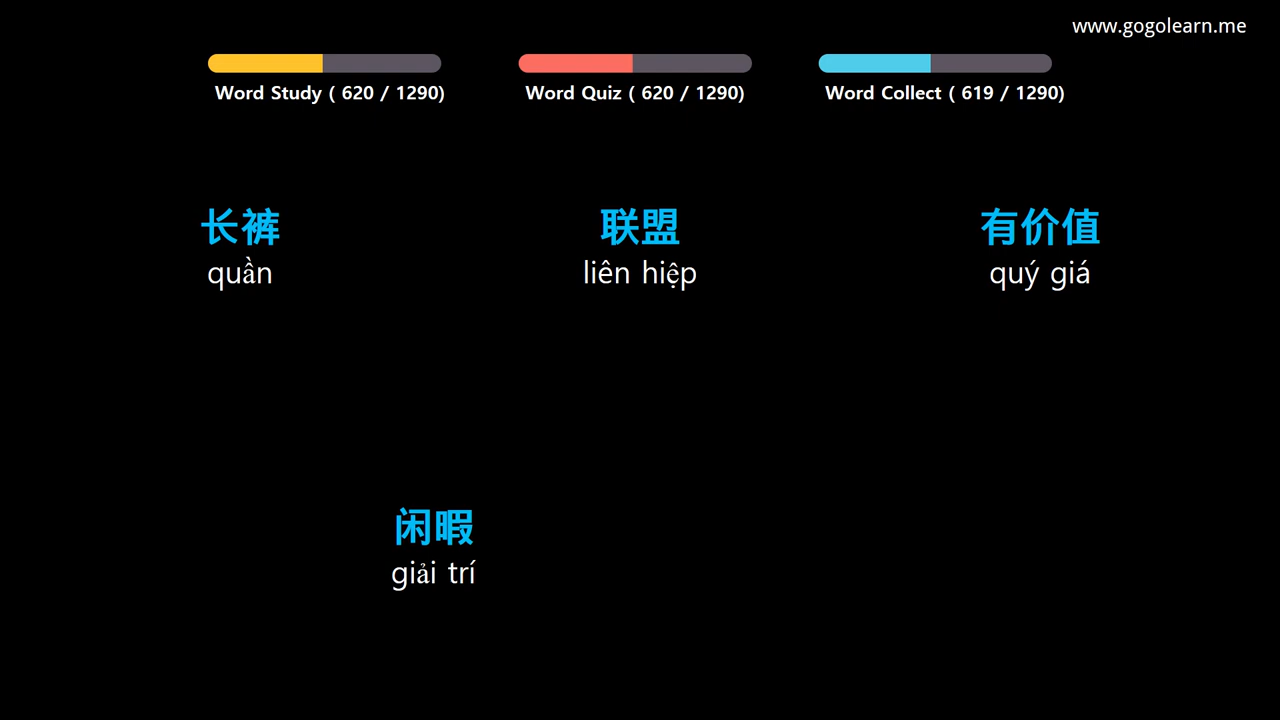 www.gogolearn.me
Word Study ( 620 / 1290)
Word Quiz ( 620 / 1290)
Word Collect ( 619 / 1290)
长裤
quần
联盟
liên hiệp
有价值
quý giá
闲暇
giải trí